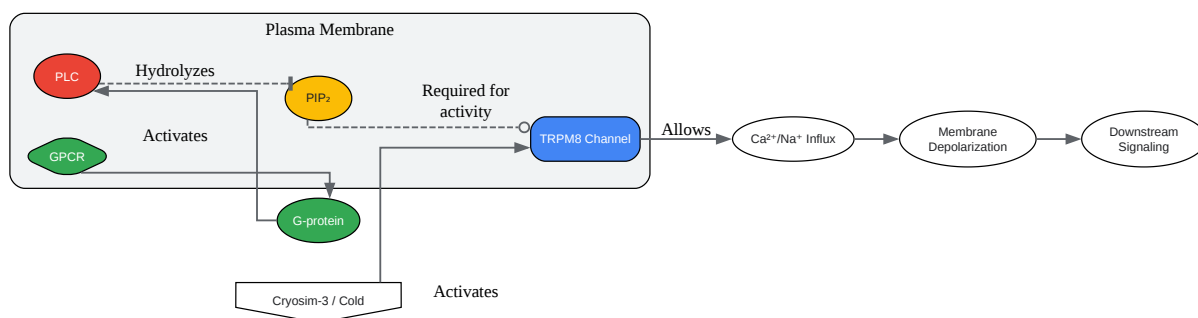 Plasma Membrane
PLC
Hydrolyzes
PIP₂
Required for
activity
Activates
GPCR
TRPM8 Channel
Allows
Ca²⁺/Na⁺ Influx
Membrane
Depolarization
Downstream
Signaling
G-protein
Cryosim-3 / Cold
Activates